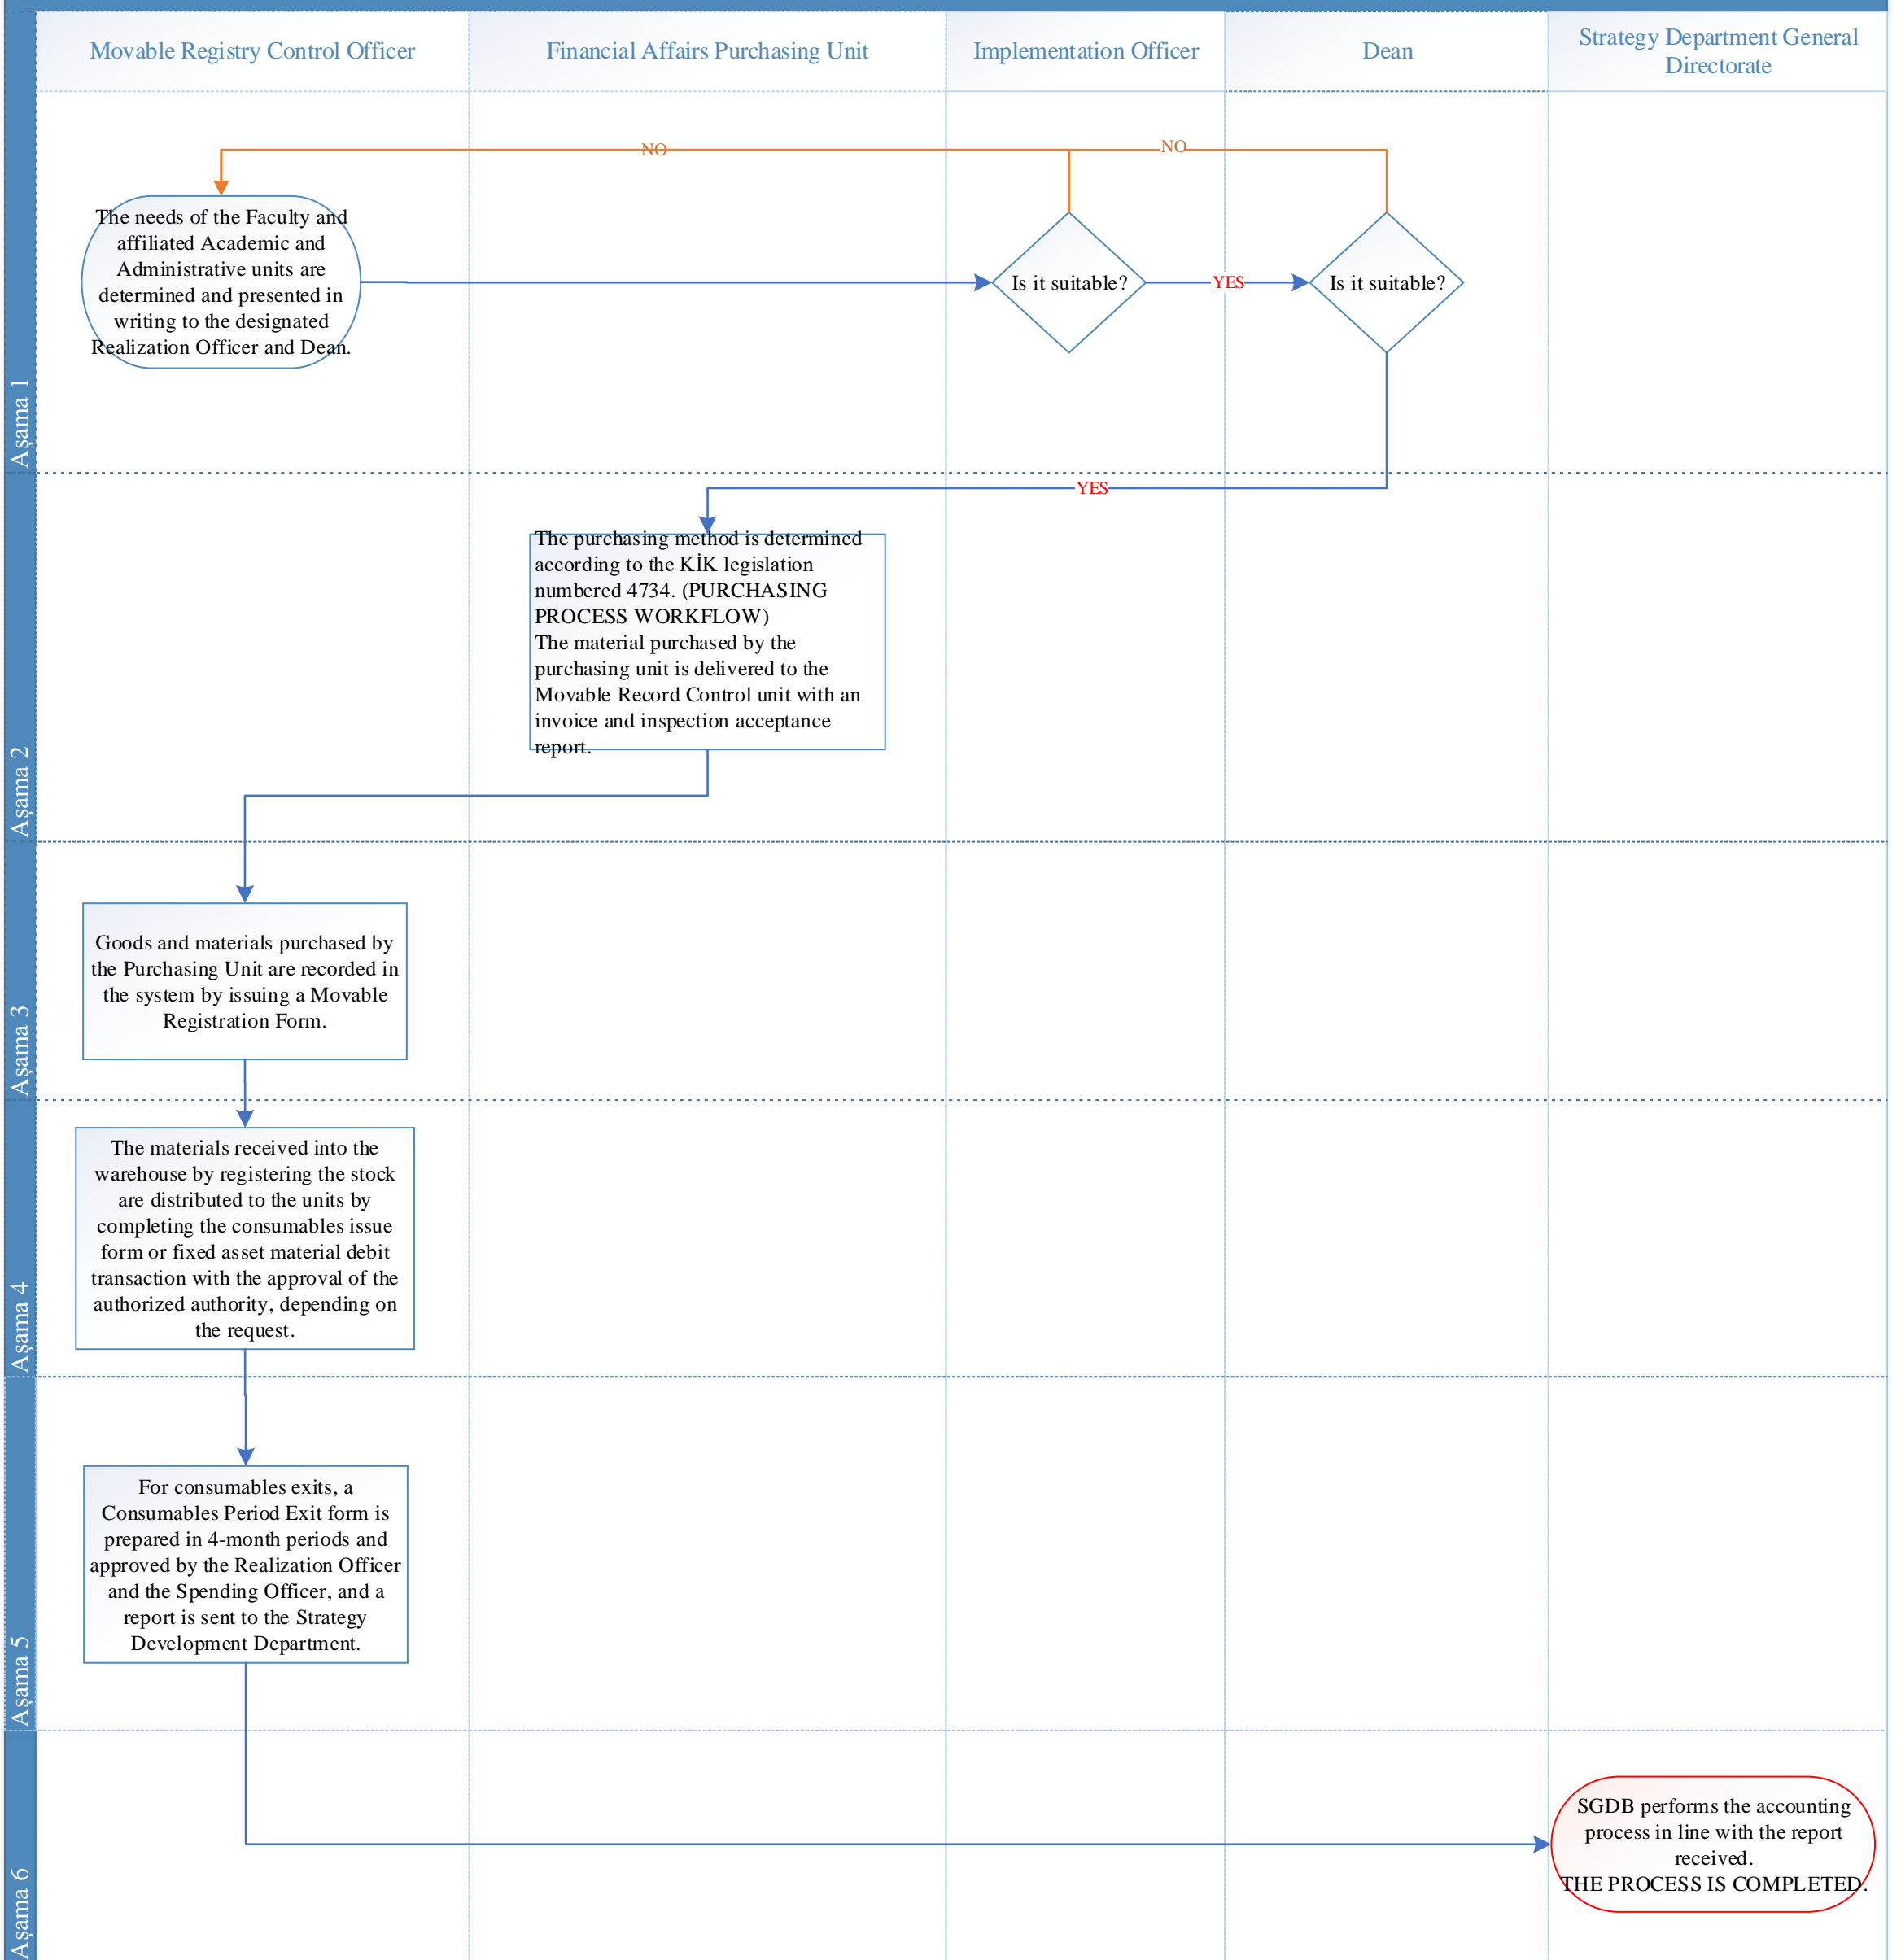 Movable Registry Control Officer
Financial Affairs Purchasing Unit
Implementation Officer
Dean
Strategy Department General
Directorate
Aşama 1
NO
NO
The needs of the Faculty and
affiliated Academic and
Administrative units are
determined and presented in
writing to the designated
Realization Officer and Dean.
Is it suitable?
YES
Is it suitable?
YES
Aşama 2
The purchasing method is determined
according to the KİK legislation
numbered 4734. (PURCHASING
PROCESS WORKFLOW)
The material purchased by the
purchasing unit is delivered to the
Movable Record Control unit with an
invoice and inspection acceptance
report.
Aşama 3
Goods and materials purchased by
the Purchasing Unit are recorded in
the system by issuing a Movable
Registration Form.
Aşama 4
The materials received into the
warehouse by registering the stock
are distributed to the units by
completing the consumables issue
form or fixed asset material debit
transaction with the approval of the
authorized authority, depending on
the request.
Aşama 5
For consumables exits, a
Consumables Period Exit form is
prepared in 4-month periods and
approved by the Realization Officer
and the Spending Officer, and a
report is sent to the Strategy
Development Department.
Aşama 6
SGDB performs the accounting
process in line with the report
received.
THE PROCESS IS COMPLETED.